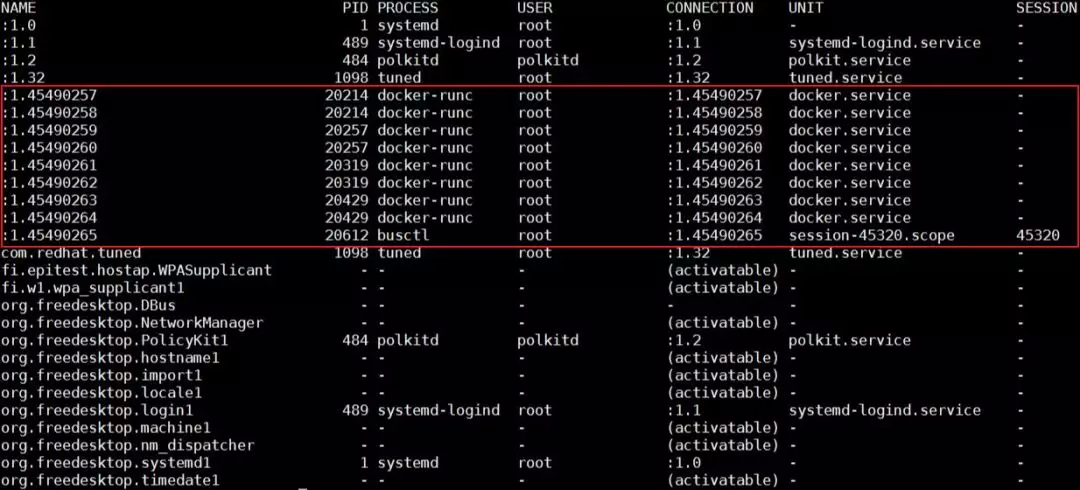 NAME PID PROCESS USER CONNECTION UNIT SESSION
:1.0 1 systemd root :1.0 - -
:1.1 489 systemd-logind root :1.1 systemd-logind.service -
:1.2 484 polkitd polkitd :1.2 polkit.service -
:1.32 1098 tuned root :1.32 tuned.service -
:1.45490257 20214 docker-runc root :1.45490257 docker.service -
:1.45490258 20214 docker-runc root :1.45490258 docker.service -
:1.45490259 20257 docker-runc root :1.45490259 docker.service -
:1.45490260 20257 docker-runc root :1.45490260 docker.service -
:1.45490261 20319 docker-runc root :1.45490261 docker.service -
:1.45490262 20319 docker-runc root :1.45490262 docker.service -
:1.45490263 20429 docker-runc root :1.45490263 docker.service -
:1.45490264 20429 docker-runc root :1.45490264 docker.service -
:1.45490265 20612 busctl root :1.45490265 session-45320.scope 45320
com.redhat.tuned 1098 tuned root :1.32 tuned.service -
fi.epitest.hostap.WPASupplicant - - - (activatable) - -
fi.w1.wpa_supplicant1 - - - (activatable) - -
org.freedesktop.DBus - - - - - -
org.freedesktop.NetworkManager - - - (activatable) - -
org.freedesktop.PolicyKit1 484 polkitd polkitd :1.2 polkit.service -
org.freedesktop.hostname1 - - - (activatable) - -
org.freedesktop.import1 - - - (activatable) - -
org.freedesktop.locale1 - - - (activatable) - -
org.freedesktop.login1 489 systemd-logind root :1.1 systemd-logind.service -
org.freedesktop.machine1 - - - (activatable) - -
org.freedesktop.nm_dispatcher - - - (activatable) - -
org.freedesktop.systemd1 1 systemd root :1.0 - -
org.freedesktop.timedate1 - - - (activatable) - -